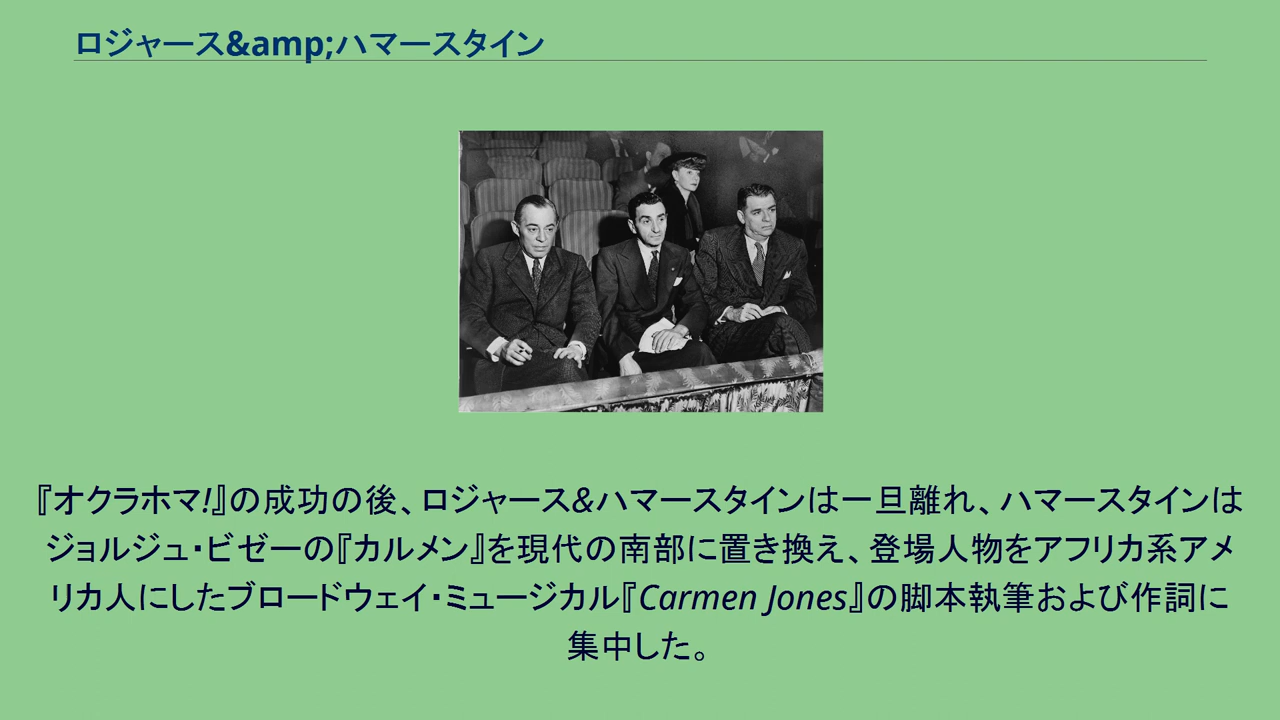 ロジャース&amp;ハマースタイン
『オクラホマ!』の成功の後、ロジャース&ハマースタインは一旦離れ、ハマースタインは
ジョルジュ・ビゼーの『カルメン』を現代の南部に置き換え、登場人物をアフリカ系アメ
リカ人にしたブロードウェイ・ミュージカル『Carmen Jones』の脚本執筆および作詞に
集中した。